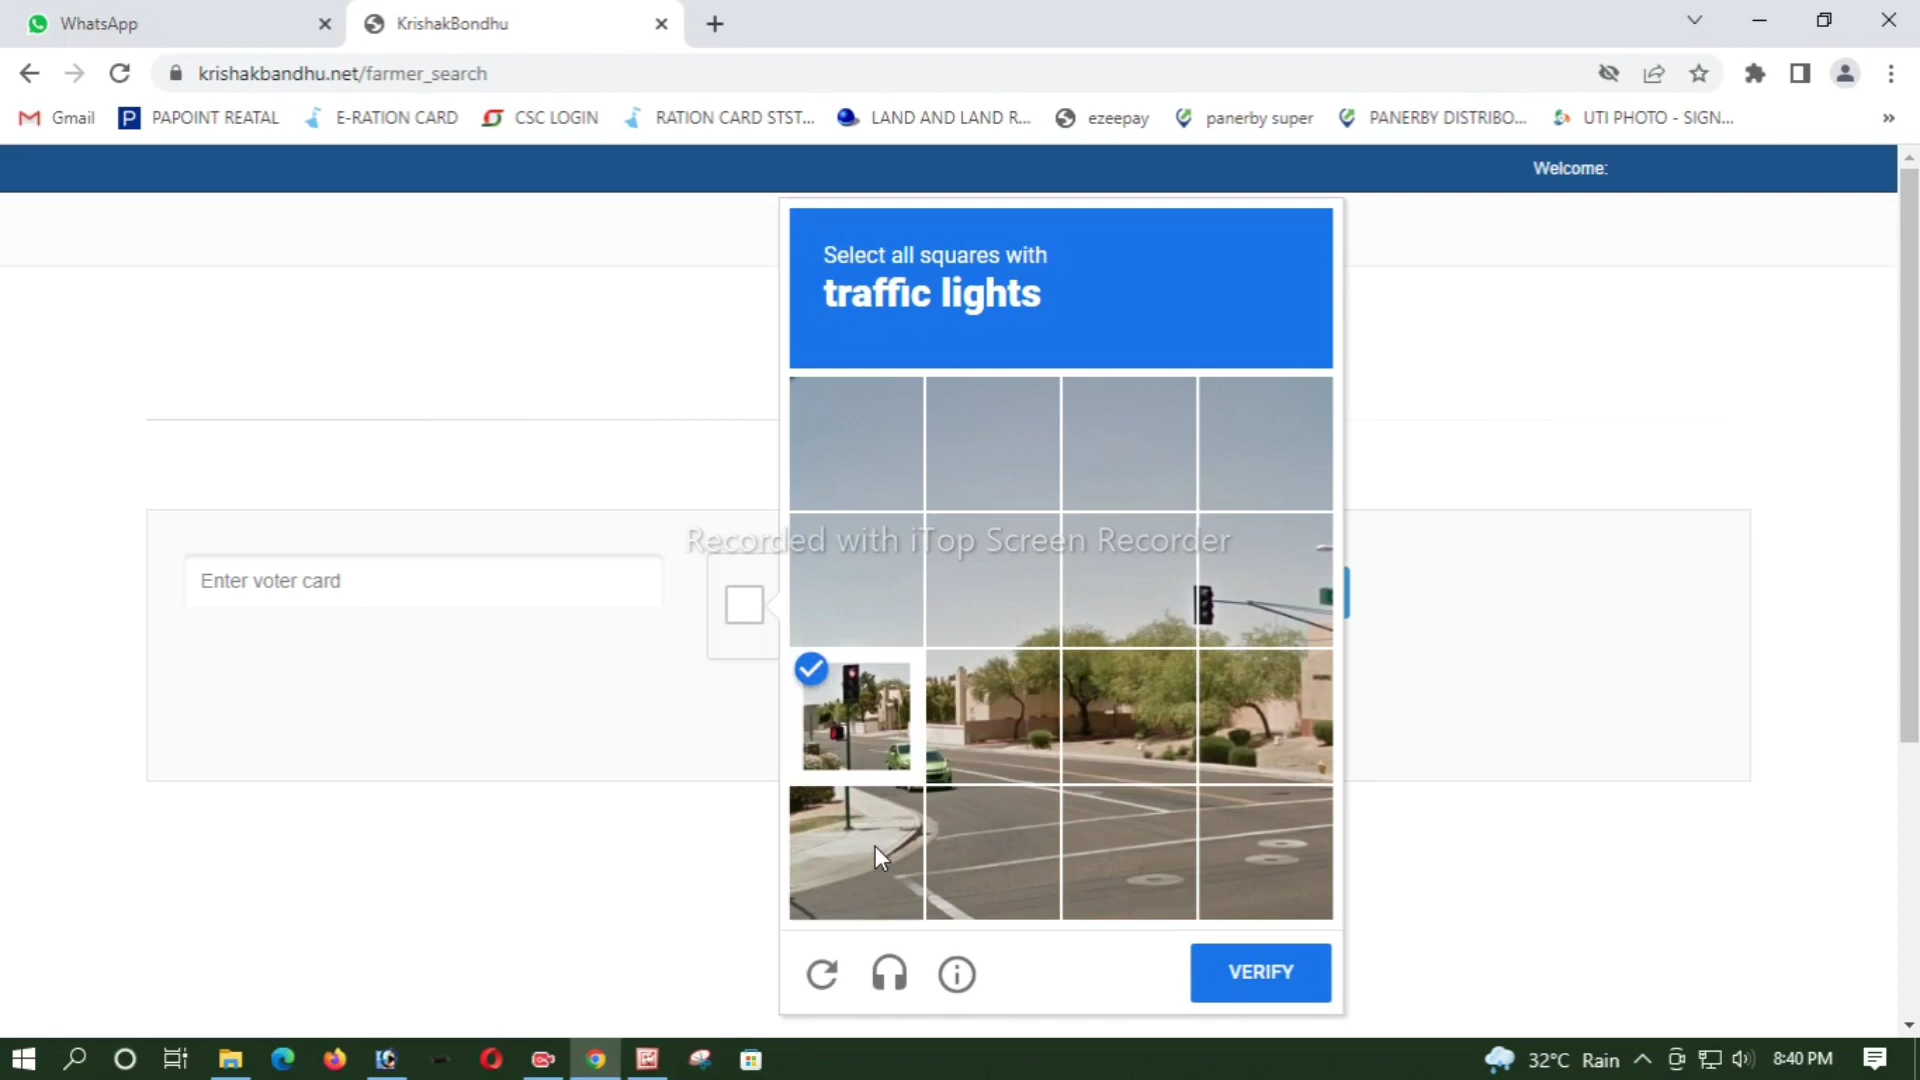 WhatsApp
KrishakBondhu
krishakbandhu.net/farmer_search
Gmail
PAPOINT REATAL
E-RATION CARD
CSC LOGIN
RATION CARD STST...
LAND AND LAND R...
ezeepay
panerby super
PANERBY DISTRIBO...
UTI PHOTO - SIGN...
»
Welcome:
Select all squares with
traffic lights
Recorded with iTop Screen Recorder
Enter voter card
VERIFY
32°C Rain
8:40 PM